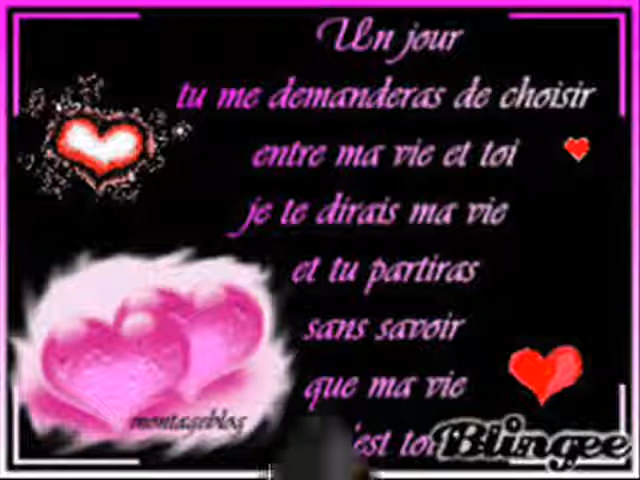 Un jour
tu me demanderas de choisir
entre ma vie et toi
je te dirais ma vie
et tu partiras
sans savoir
que ma vie
'est toi
montageblog
Blingee